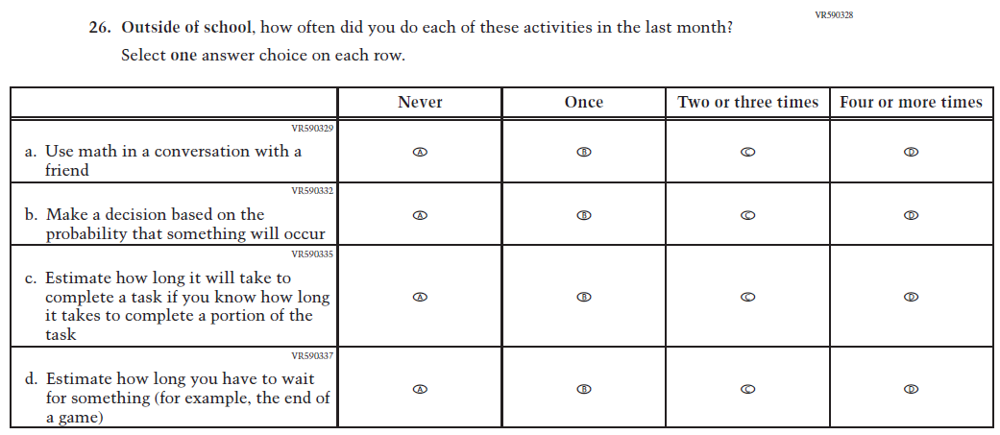 VR590328
26. Outside of school, how often did you do each of these activities in the last month?
Select one answer choice on each row.
Never Once Two or three times Four or more times
VR590329
a. Use math in a conversation with a
friend
A B C D
VR590332
b. Make a decision based on the
probability that something will occur
A B C D
VR590335
c. Estimate how long it will take to
complete a task if you know how long
it takes to complete a portion of the
task
A B C D
VR590337
d. Estimate how long you have to wait
for something (for example, the end of
a game)
A B C D